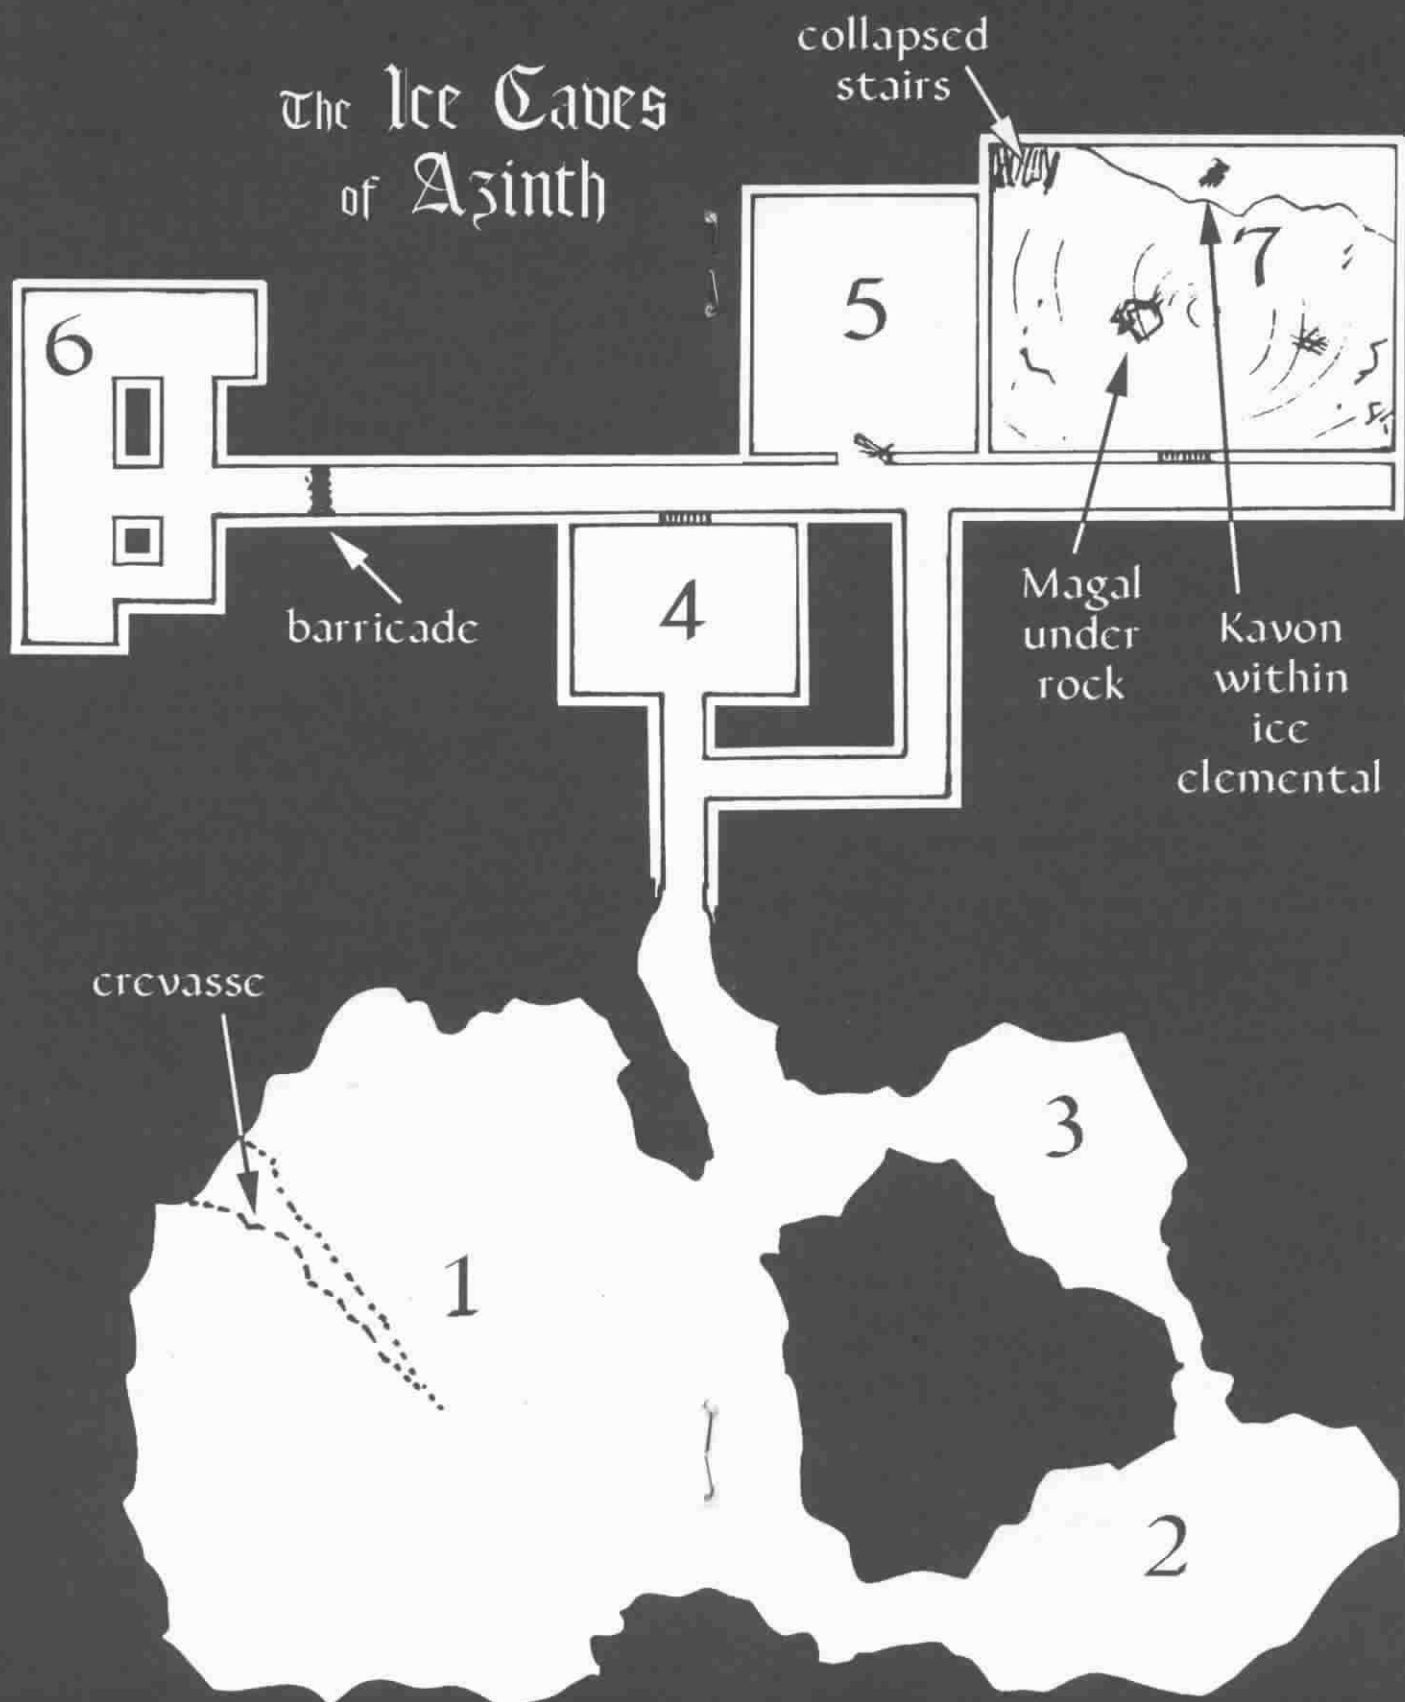 The Ice Caves
of Azinth
collapsed
stairs
7
5
6
4
barricade
Magal
under
rock
Kavon
within
ice
elemental
crevasse
3
1
2